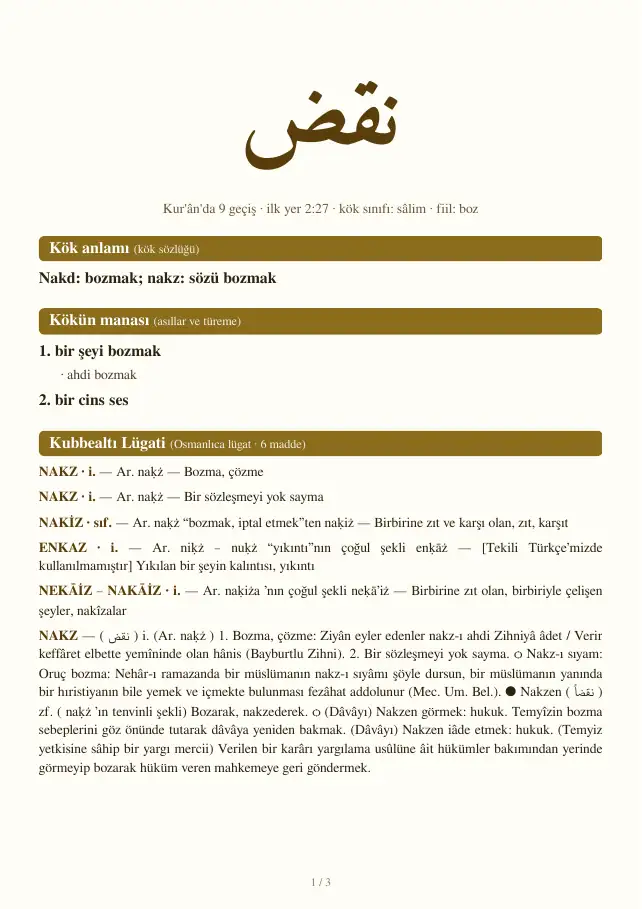 نقض
Kur'ân'da 9 geçiş · ilk yer 2:27 · kök sınıfı: sâlim · fiil: boz
Kök anlamı (kök sözlüğü)
Nakd: bozmak; nakz: sözü bozmak
Kökün manası (asıllar ve türeme)
1. bir şeyi bozmak
· ahdi bozmak
2. bir cins ses
Kubbealtı Lügati (Osmanlıca lügat · 6 madde)
NAKZ · i. — Ar. naḳż — Bozma, çözme
NAKZ · i. — Ar. naḳż — Bir sözleşmeyi yok sayma
NAKİZ · sıf. — Ar. naḳż “bozmak, iptal etmek”ten naḳiż — Birbirine zıt ve karşı olan, zıt, karşıt
ENKAZ · i. — Ar. niḳż – nuḳż “yıkıntı”nın çoğul şekli enḳāż — [Tekili Türkçe’mizde
kullanılmamıştır] Yıkılan bir şeyin kalıntısı, yıkıntı
NEKĀİZ – NAKĀİZ · i. — Ar. naḳiża ’nın çoğul şekli neḳā’iż — Birbirine zıt olan, birbiriyle çelişen
şeyler, nakîzalar
NAKZ — ( نقض ) i. (Ar. naḳż ) 1. Bozma, çözme: Ziyân eyler edenler nakz-ı ahdi Zihniyâ âdet / Verir
keffâret elbette yemîninde olan hânis (Bayburtlu Zihni). 2. Bir sözleşmeyi yok sayma. ѻ Nakz-ı sıyam:
Oruç bozma: Nehâr-ı ramazanda bir müslümanın nakz-ı sıyâmı şöyle dursun, bir müslümanın yanında
bir hıristiyanın bile yemek ve içmekte bulunması fezâhat addolunur (Mec. Um. Bel.). ● Nakzen ( نقضاً )
zf. ( naḳż ’ın tenvinli şekli) Bozarak, nakzederek. ѻ (Dâvâyı) Nakzen görmek: hukuk. Temyîzin bozma
sebeplerini göz önünde tutarak dâvâya yeniden bakmak. (Dâvâyı) Nakzen iâde etmek: hukuk. (Temyiz
yetkisine sâhip bir yargı mercii) Verilen bir karârı yargılama usûlüne âit hükümler bakımından yerinde
görmeyip bozarak hüküm veren mahkemeye geri göndermek.
1 / 3